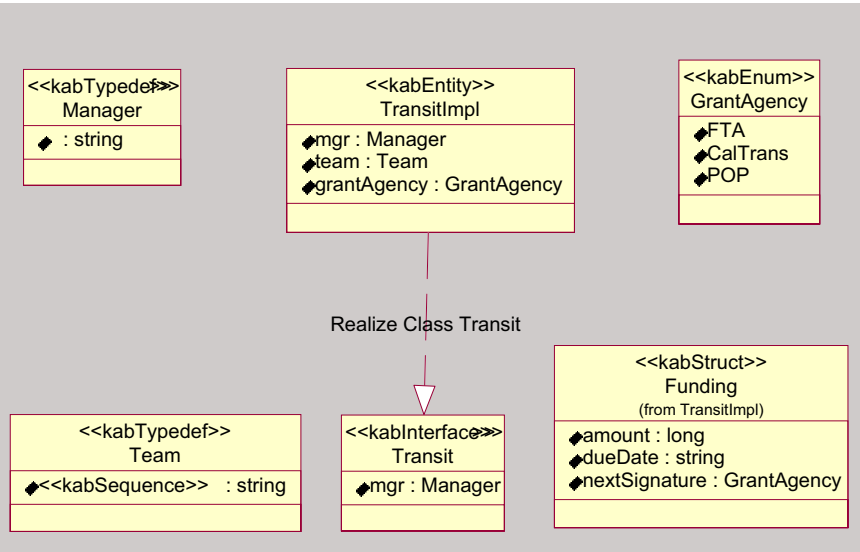 <<kabTypedef>>
Manager
: string
<<kabEntity>>
TransitImpl
mgr : Manager
team : Team
grantAgency : GrantAgency
<<kabEnum>>
GrantAgency
FTA
CalTrans
POP
Realize Class Transit
<<kabTypedef>>
Team
<<kabSequence>> : string
<<kabInterface>>
Transit
mgr : Manager
<<kabStruct>>
Funding
(from TransitImpl)
amount : long
dueDate : string
nextSignature : GrantAgency